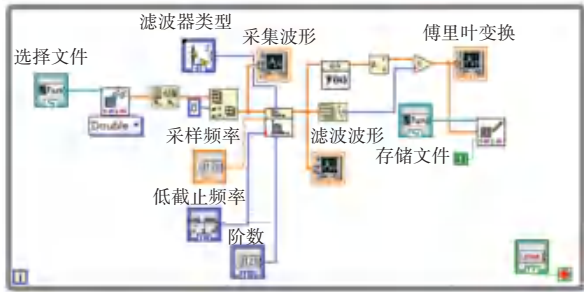 滤波器类型
采集波形
傅里叶变换
选择文件
Double
采样频率
滤波波形
存储文件
低截止频率
阶数
i